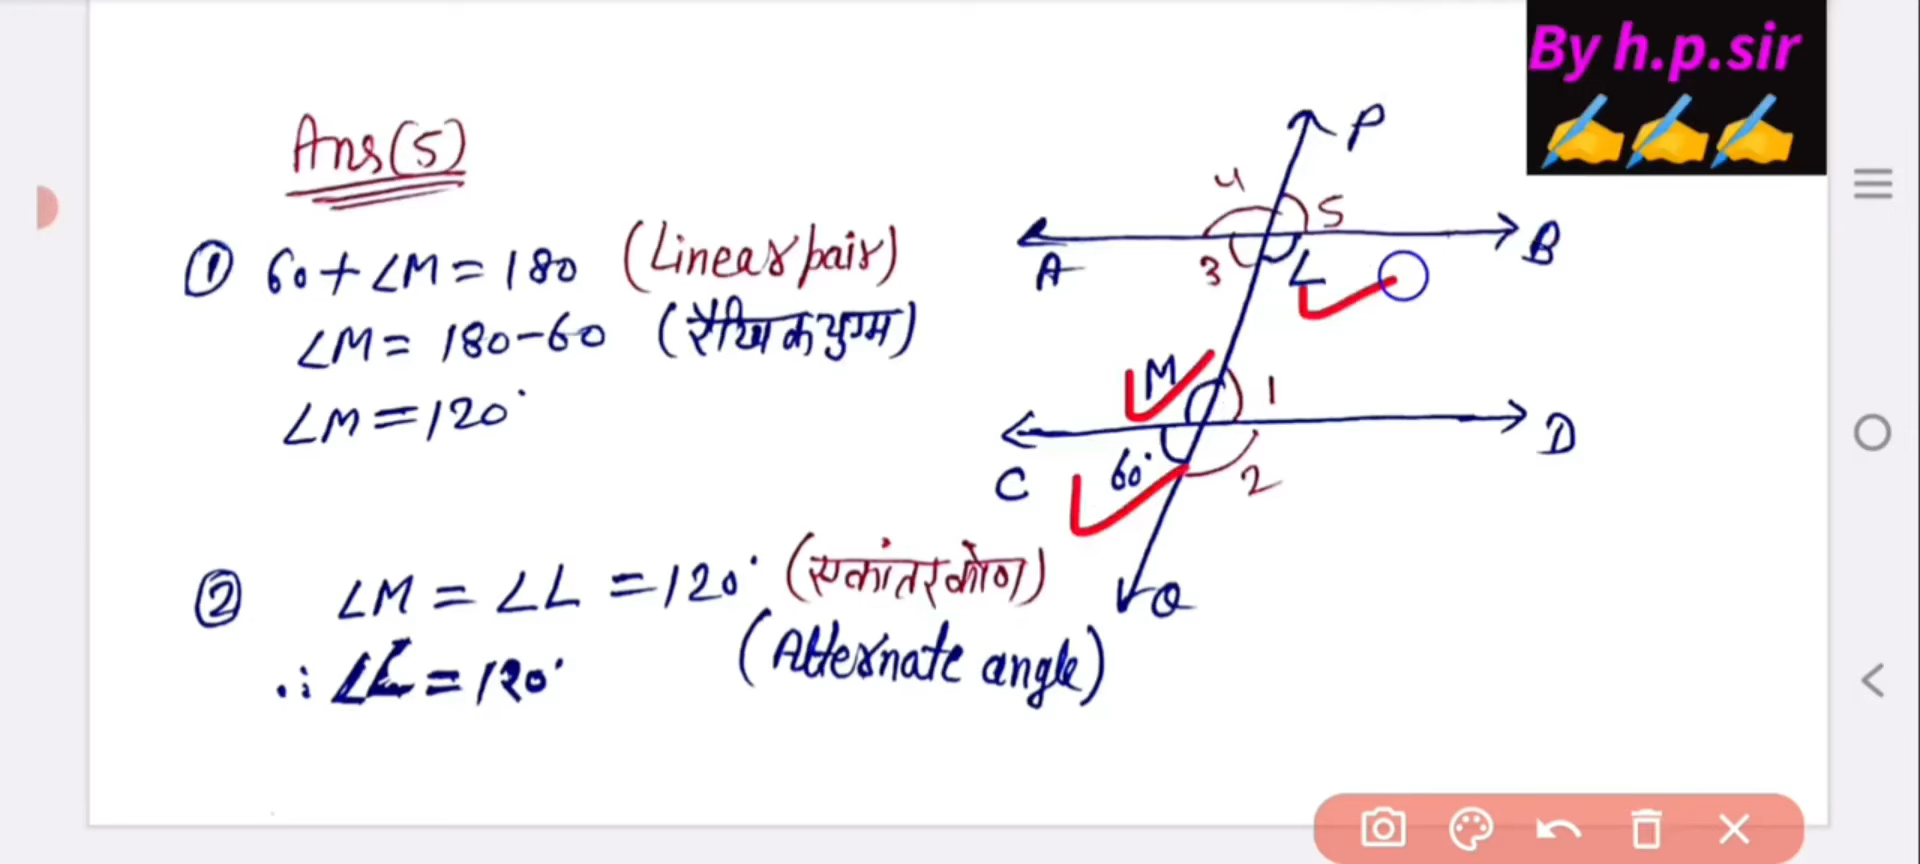 By h.p.sir
✍✍✍
Ans(5)
① 60+∠M=180 (Linear pair)
∠M= 180-60 (रैखिक युग्म)
∠M=120°
② ∠M = ∠L =120° (एकांतर कोण)
∴ ∠L=120° (Alternate angle)
P
4
5
A
B
3
L
M
1
C
D
60°
2
Q